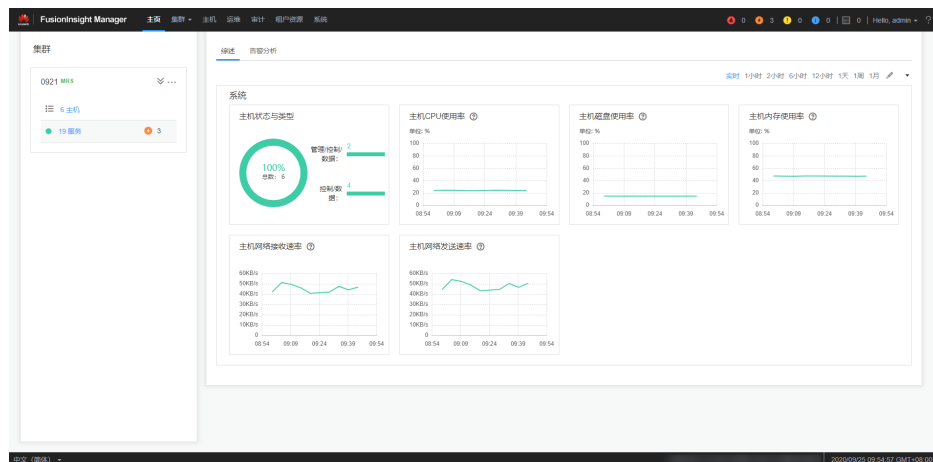 FusionInsight Manager 主页 集群 主机 运维 审计 租户资源 系统 0 3 0 0 0 Hello, admin ?
集群
综述 告警分析
0921 MRS
6 主机
19 服务 3
实时 1小时 2小时 6小时 12小时 1天 1周 1月
系统
主机状态与类型
100%
总数: 6
管理/控制/数据: 2
控制/数据: 4
主机CPU使用率 ?
单位: %
100
80
60
40
20
0
08:54 09:09 09:24 09:39 09:54
主机磁盘使用率 ?
单位: %
100
80
60
40
20
0
08:54 09:09 09:24 09:39 09:54
主机内存使用率 ?
单位: %
100
80
60
40
20
0
08:54 09:09 09:24 09:39 09:54
主机网络接收速率 ?
60KB/s
50KB/s
40KB/s
30KB/s
20KB/s
10KB/s
0
08:54 09:09 09:24 09:39 09:54
主机网络发送速率 ?
60KB/s
50KB/s
40KB/s
30KB/s
20KB/s
10KB/s
0
08:54 09:09 09:24 09:39 09:54
中文 (简体)
2020/09/25 09:54:57 GMT+08:00